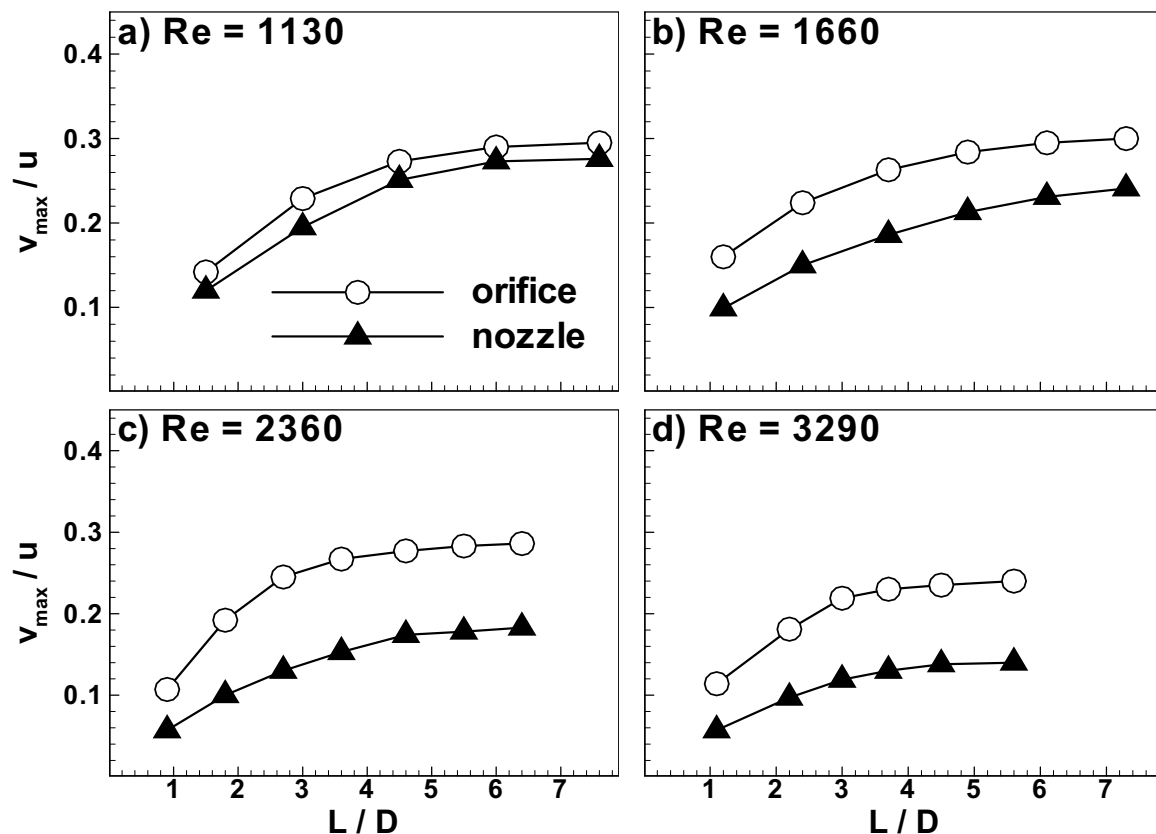 a) Re = 1130
b) Re = 1660
0.4
0.3
0.2
0.1
v_max / u
orifice
nozzle
c) Re = 2360
d) Re = 3290
0.4
0.3
0.2
0.1
v_max / u
1 2 3 4 5 6 7
1 2 3 4 5 6 7
L / D
L / D